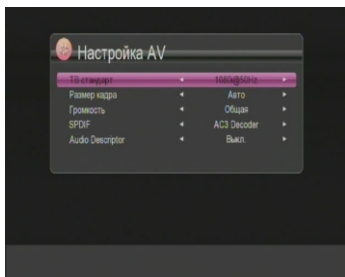 Настройка AV
ТВ стандарт 1080i@50Hz
Размер кадра Авто
Громкость Общая
SPDIF AC3 Decoder
Audio Descriptor Выкл.